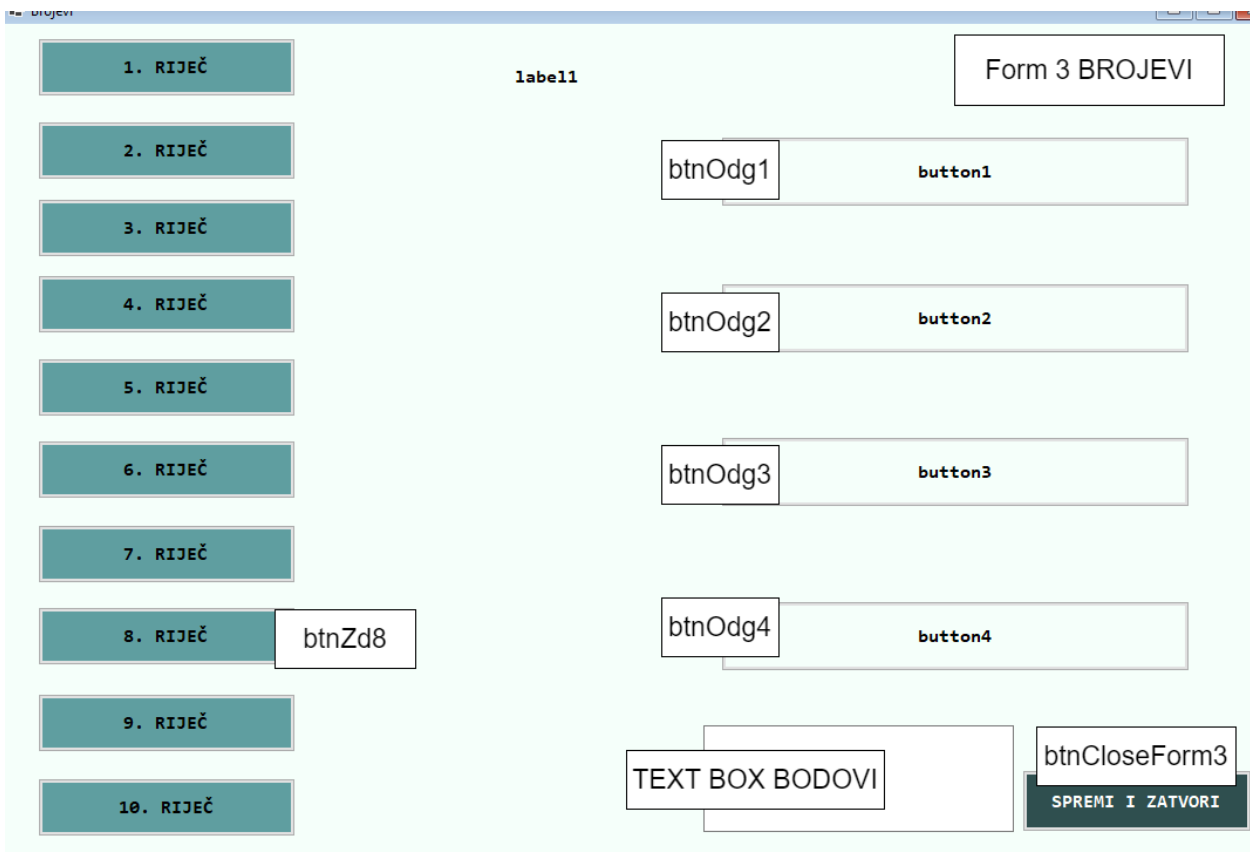 Brojevi
1. RIJEČ
label1
Form 3 BROJEVI
2. RIJEČ
btnOdg1
button1
3. RIJEČ
4. RIJEČ
btnOdg2
button2
5. RIJEČ
6. RIJEČ
btnOdg3
button3
7. RIJEČ
8. RIJEČ
btnZd8
btnOdg4
button4
9. RIJEČ
TEXT BOX BODOVI
btnCloseForm3
10. RIJEČ
SPREMI I ZATVORI